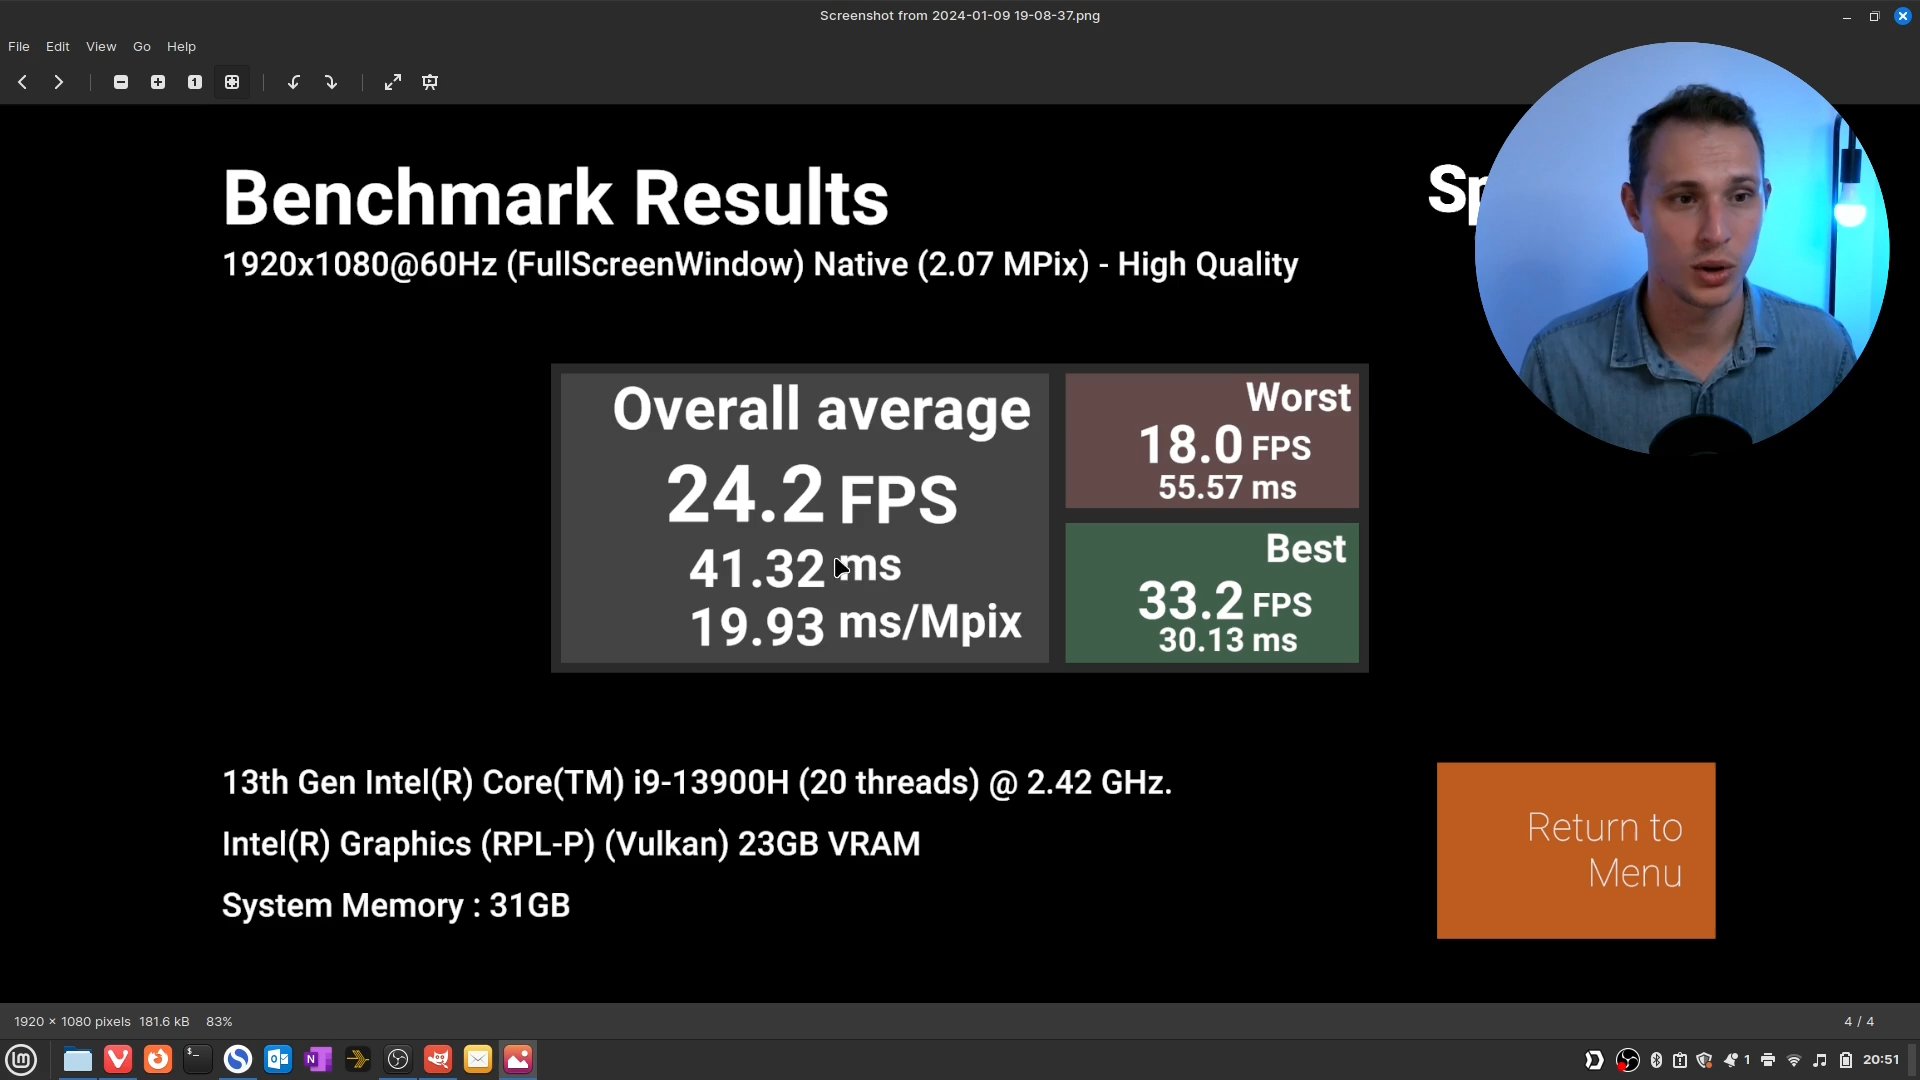 Screenshot from 2024-01-09 19-08-37.png
File Edit View Go Help
1
Benchmark Results
1920x1080@60Hz (FullScreenWindow) Native (2.07 MPix) - High Quality
Overall average
24.2 FPS
41.32 ms
19.93 ms/Mpix
Worst
18.0 FPS
55.57 ms
Best
33.2 FPS
30.13 ms
13th Gen Intel(R) Core(TM) i9-13900H (20 threads) @ 2.42 GHz.
Intel(R) Graphics (RPL-P) (Vulkan) 23GB VRAM
System Memory : 31GB
Return to
Menu
1920 × 1080 pixels 181.6 kB 83%
4 / 4
1
20:51